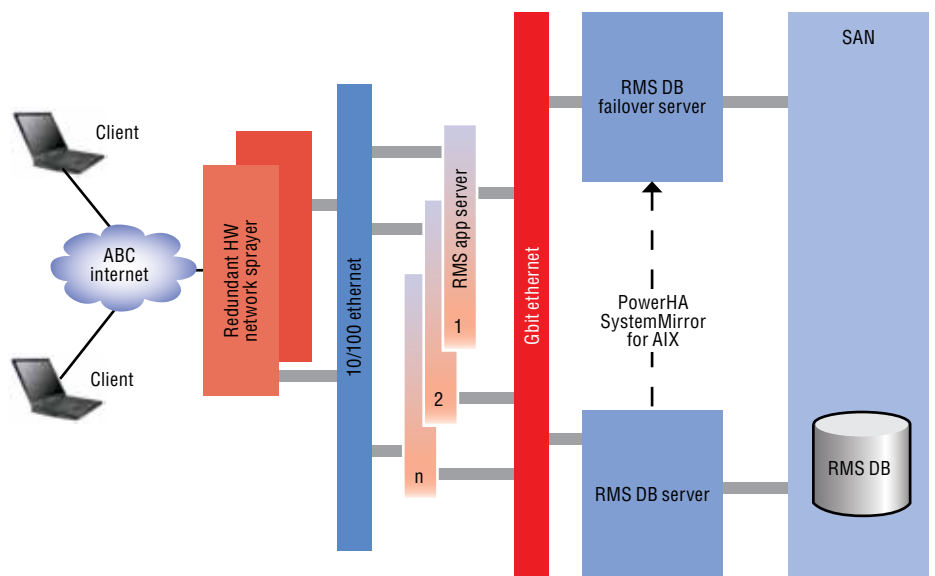 Client
ABC
internet
Client
Redundant HW
network sprayer
10/100 ethernet
RMS app server
1
2
n
Gbit ethernet
RMS DB
failover server
PowerHA
SystemMirror
for AIX
RMS DB server
SAN
RMS DB